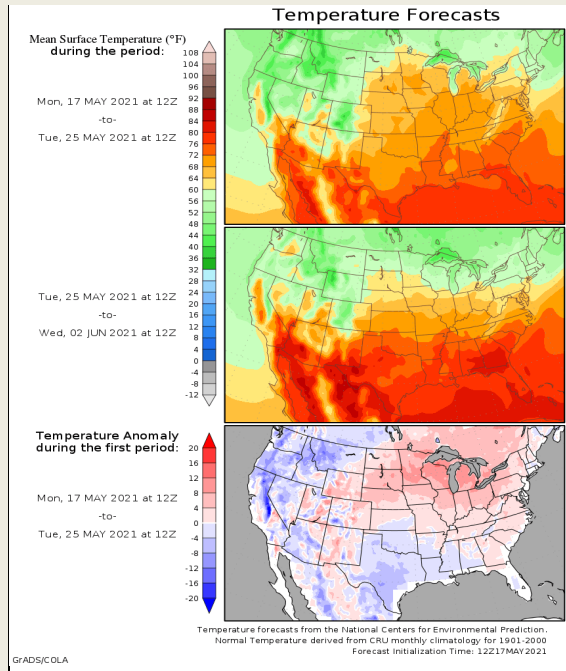 Temperature Forecasts
Mean Surface Temperature (°F)
during the period:
108
104
100
96
92
88
84
80
76
72
68
64
60
56
52
48
44
40
36
32
28
24
20
16
12
8
4
0
-4
-8
-12
Mon, 17 MAY 2021 at 12Z
-to-
Tue, 25 MAY 2021 at 12Z
Tue, 25 MAY 2021 at 12Z
-to-
Wed, 02 JUN 2021 at 12Z
Temperature Anomaly
during the first period:
20
16
12
8
4
0
-4
-8
-12
-16
-20
Mon, 17 MAY 2021 at 12Z
-to-
Tue, 25 MAY 2021 at 12Z
Temperature forecasts from the National Centers for Environmental Prediction.
Normal Temperature derived from CRU monthly climatology for 1901-2000
Forecast Initialization Time: 12Z17MAY2021
GrADS/COLA